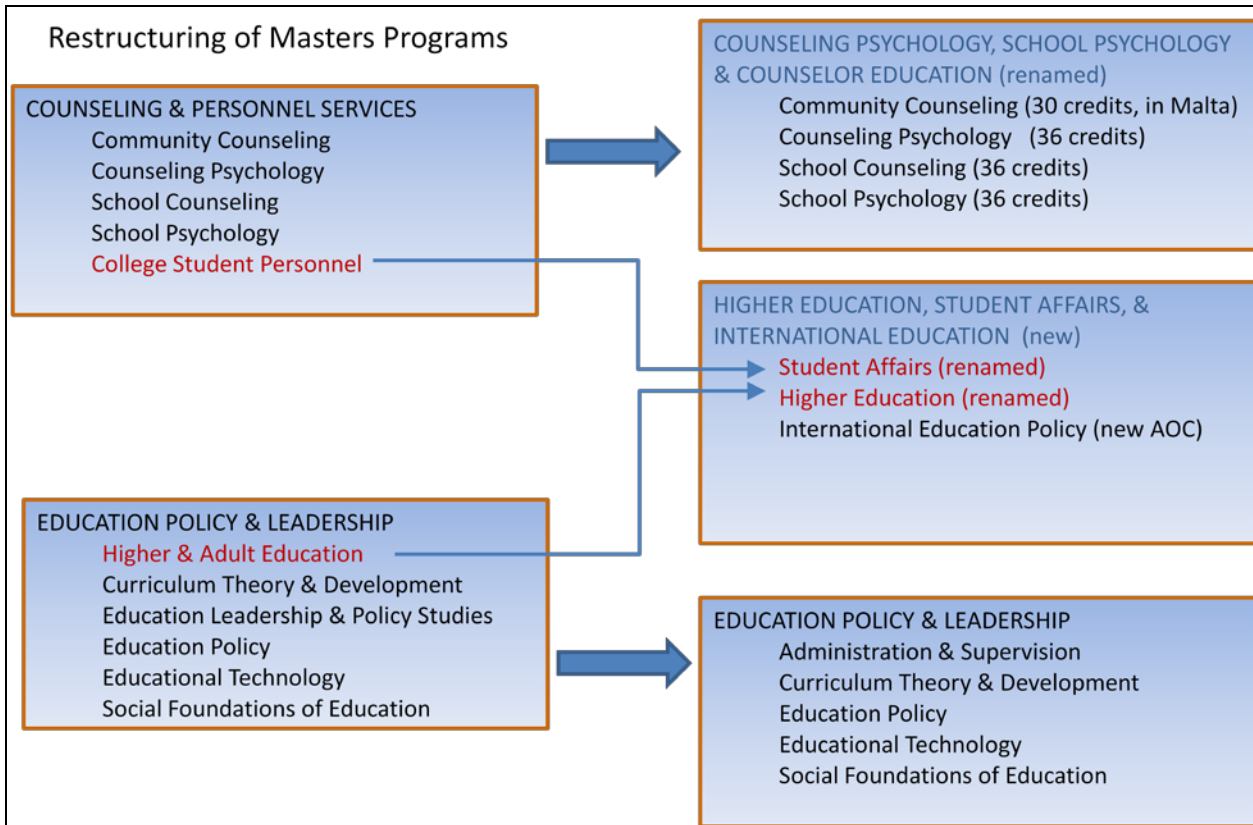 Restructuring of Masters Programs
COUNSELING & PERSONNEL SERVICES
Community Counseling
Counseling Psychology
School Counseling
School Psychology
College Student Personnel
EDUCATION POLICY & LEADERSHIP
Higher & Adult Education
Curriculum Theory & Development
Education Leadership & Policy Studies
Education Policy
Educational Technology
Social Foundations of Education
COUNSELING PSYCHOLOGY, SCHOOL PSYCHOLOGY
& COUNSELOR EDUCATION (renamed)
Community Counseling (30 credits, in Malta)
Counseling Psychology (36 credits)
School Counseling (36 credits)
School Psychology (36 credits)
HIGHER EDUCATION, STUDENT AFFAIRS, &
INTERNATIONAL EDUCATION (new)
Student Affairs (renamed)
Higher Education (renamed)
International Education Policy (new AOC)
EDUCATION POLICY & LEADERSHIP
Administration & Supervision
Curriculum Theory & Development
Education Policy
Educational Technology
Social Foundations of Education